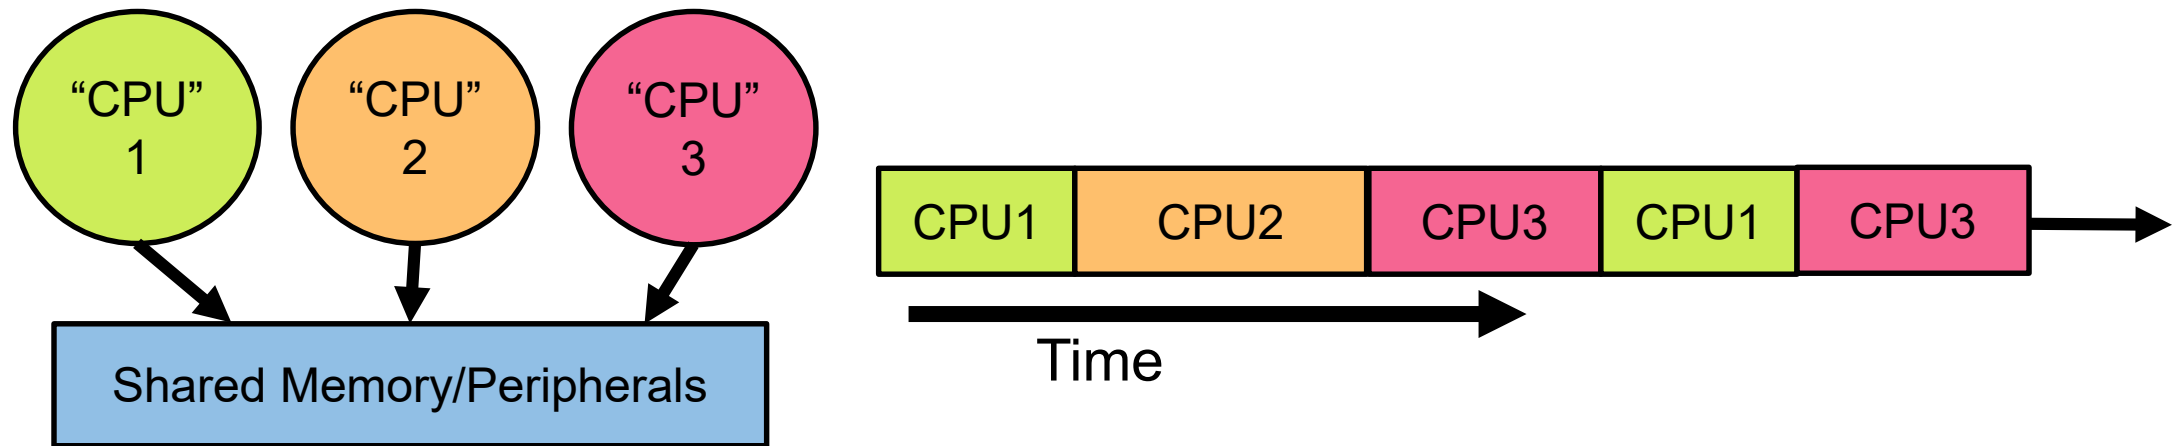 “CPU”
1
“CPU”
2
“CPU”
3
Shared Memory/Peripherals
CPU1
CPU2
CPU3
CPU1
CPU3
Time